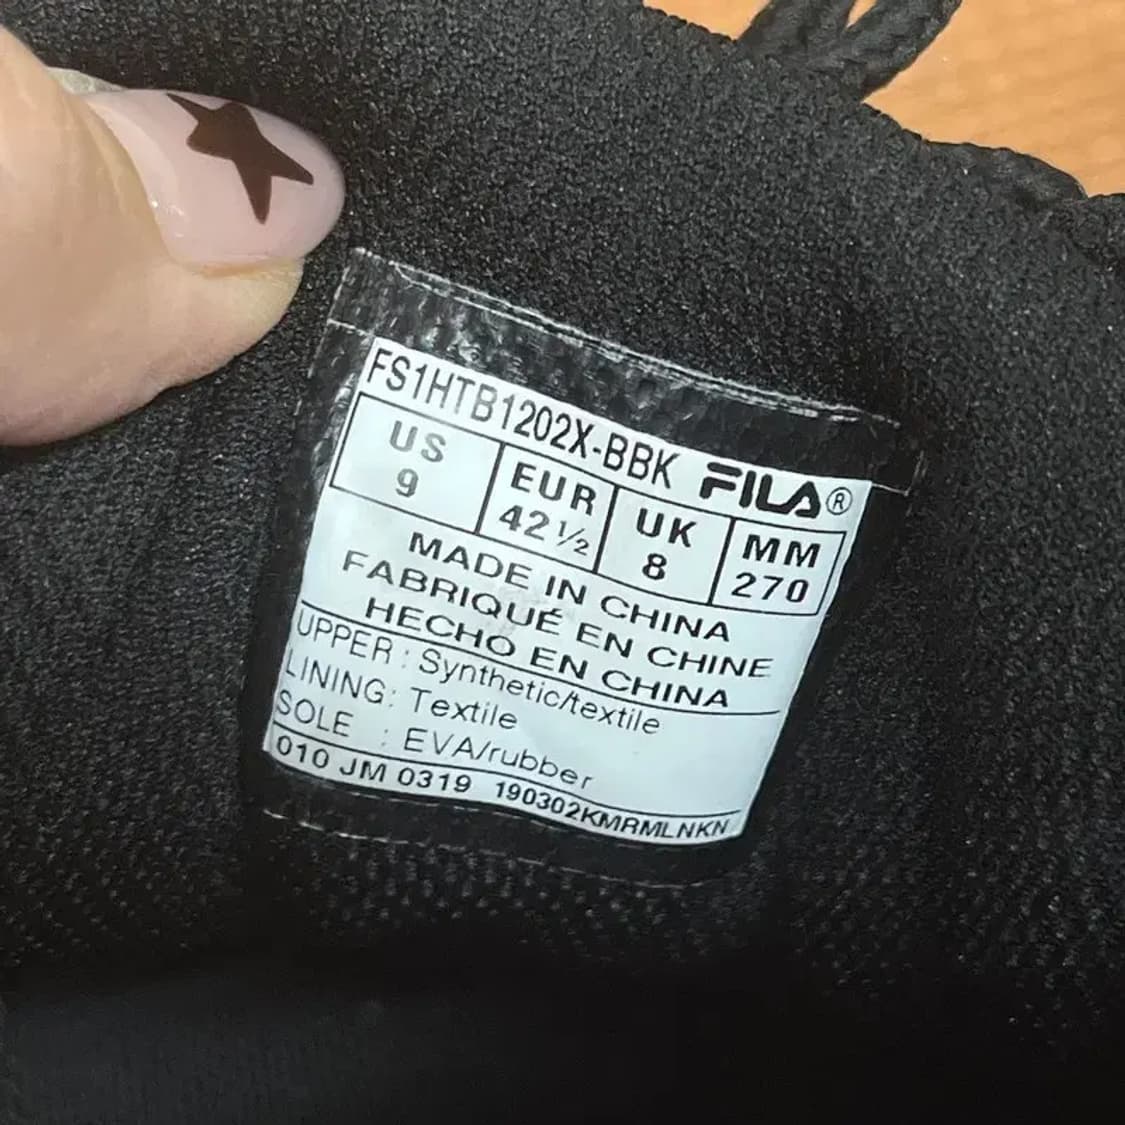 FS1HTB1202X-BBK FILA®
US EUR UK MM
9 42½ 8 270
MADE IN CHINA
FABRIQUÉ EN CHINE
HECHO EN CHINA
UPPER : Synthetic/textile
LINING: Textile
SOLE : EVA/rubber
010 JM 0319 190302KMRMLNKN